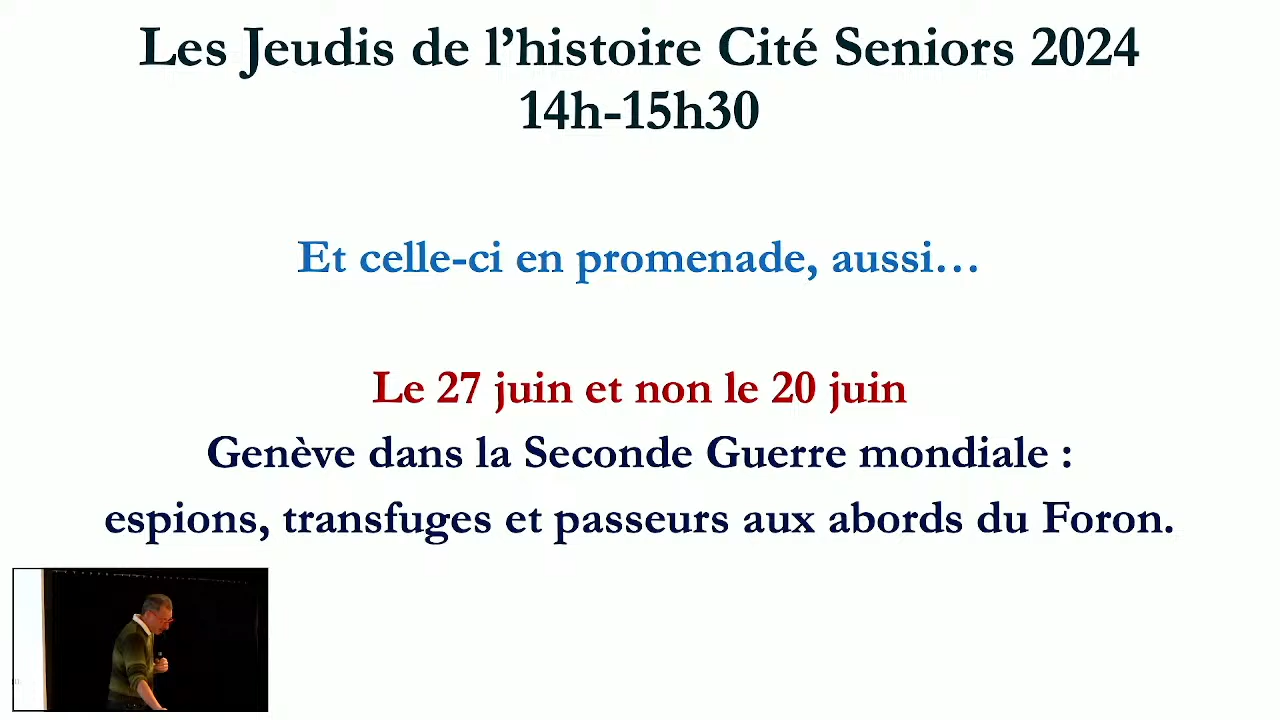 Les Jeudis de l’histoire Cité Seniors 2024
14h-15h30
Et celle-ci en promenade, aussi…
Le 27 juin et non le 20 juin
Genève dans la Seconde Guerre mondiale :
espions, transfuges et passeurs aux abords du Foron.